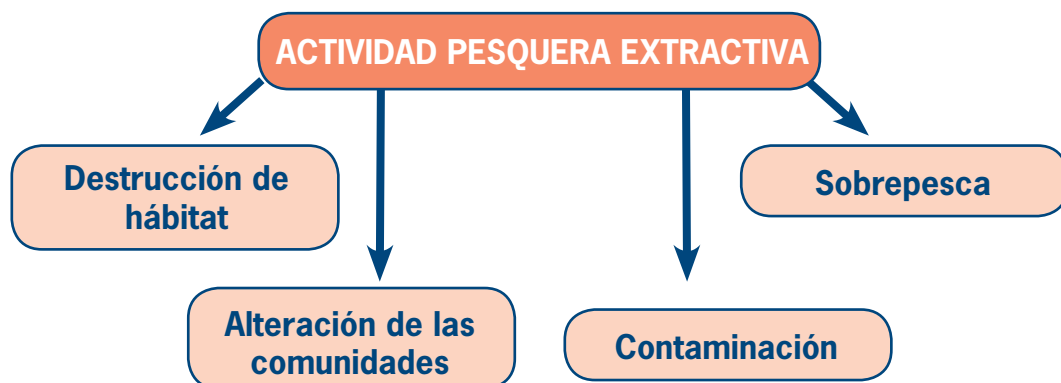 ACTIVIDAD PESQUERA EXTRACTIVA
Destrucción de
hábitat
Sobrepesca
Alteración de las
comunidades
Contaminación